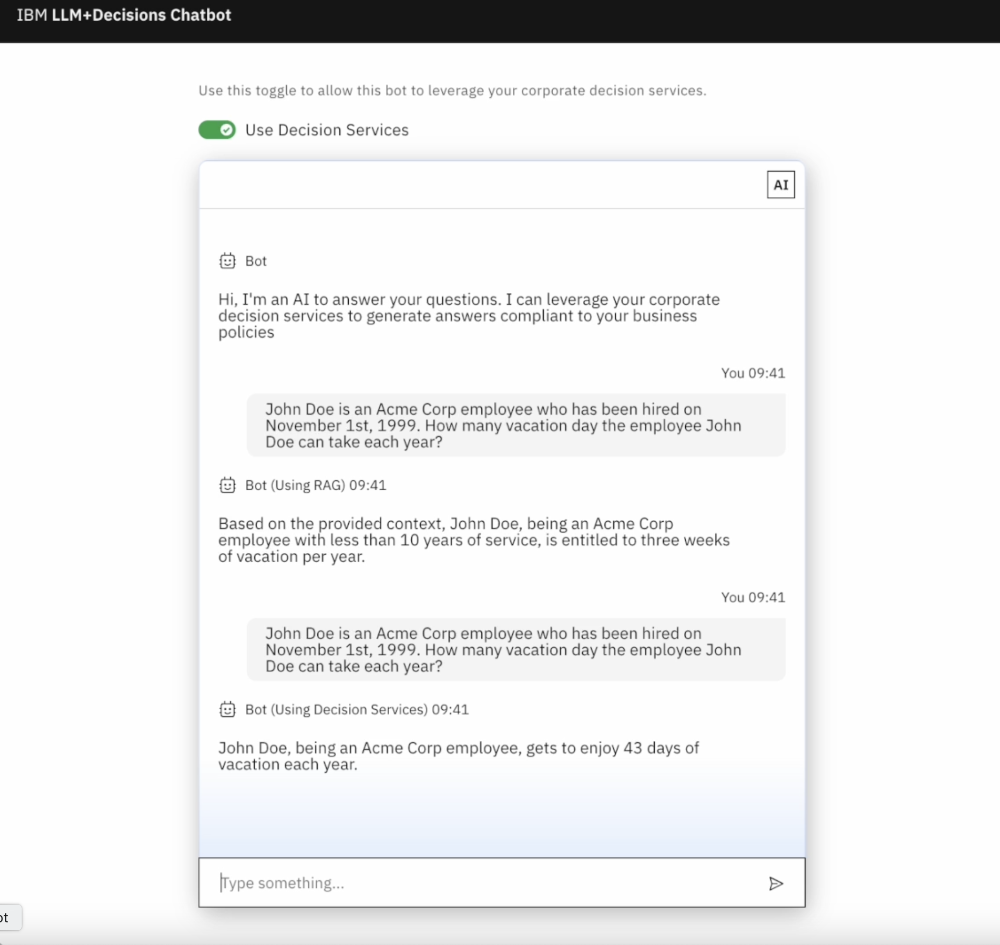 IBM LLM+Decisions Chatbot
Use this toggle to allow this bot to leverage your corporate decision services.
Use Decision Services
AI
Bot
Hi, I'm an AI to answer your questions. I can leverage your corporate
decision services to generate answers compliant to your business
policies
You 09:41
John Doe is an Acme Corp employee who has been hired on
November 1st, 1999. How many vacation day the employee John
Doe can take each year?
Bot (Using RAG) 09:41
Based on the provided context, John Doe, being an Acme Corp
employee with less than 10 years of service, is entitled to three weeks
of vacation per year.
You 09:41
John Doe is an Acme Corp employee who has been hired on
November 1st, 1999. How many vacation day the employee John
Doe can take each year?
Bot (Using Decision Services) 09:41
John Doe, being an Acme Corp employee, gets to enjoy 43 days of
vacation each year.
Type something...